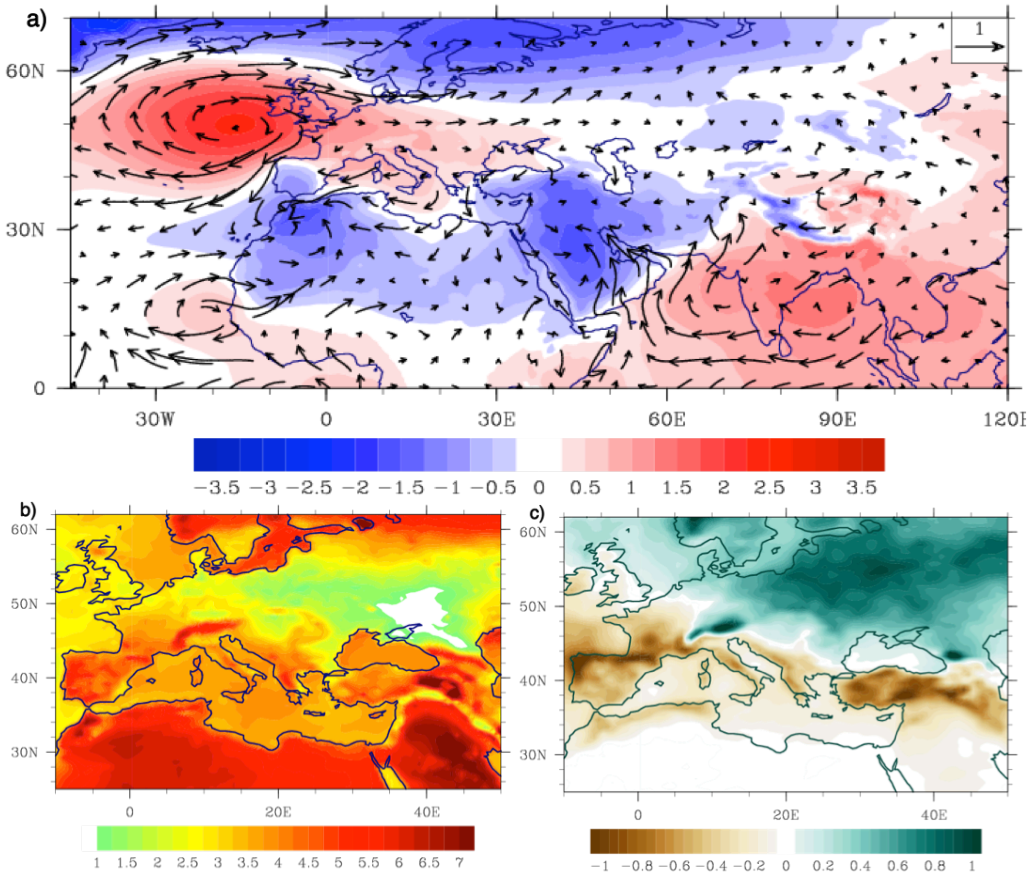 a)
1
60N
30N
0
30W 0 30E 60E 90E 120E
−3.5 −3 −2.5 −2 −1.5 −1 −0.5 0 0.5 1 1.5 2 2.5 3 3.5
b) c)
60N 60N
50N 50N
40N 40N
30N 30N
0 20E 40E 0 20E 40E
1 1.5 2 2.5 3 3.5 4 4.5 5 5.5 6 6.5 7
−1 −0.8 −0.6 −0.4 −0.2 0 0.2 0.4 0.6 0.8 1